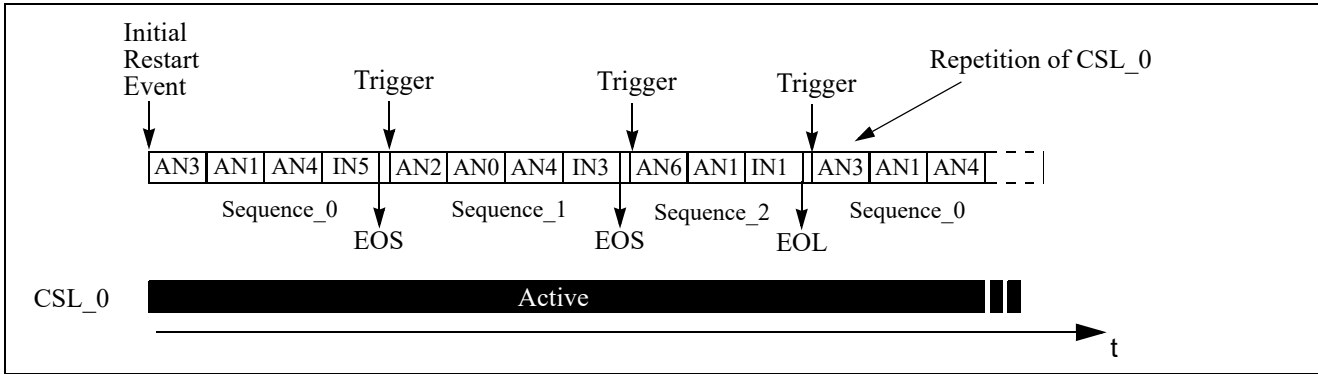 Initial
Restart
Event
Trigger
Trigger
Trigger
Repetition of CSL_0
AN3 AN1 AN4 IN5 AN2 AN0 AN4 IN3 AN6 AN1 IN1 AN3 AN1 AN4
Sequence_0 Sequence_1 Sequence_2 Sequence_0
EOS EOS EOL
CSL_0 Active
t